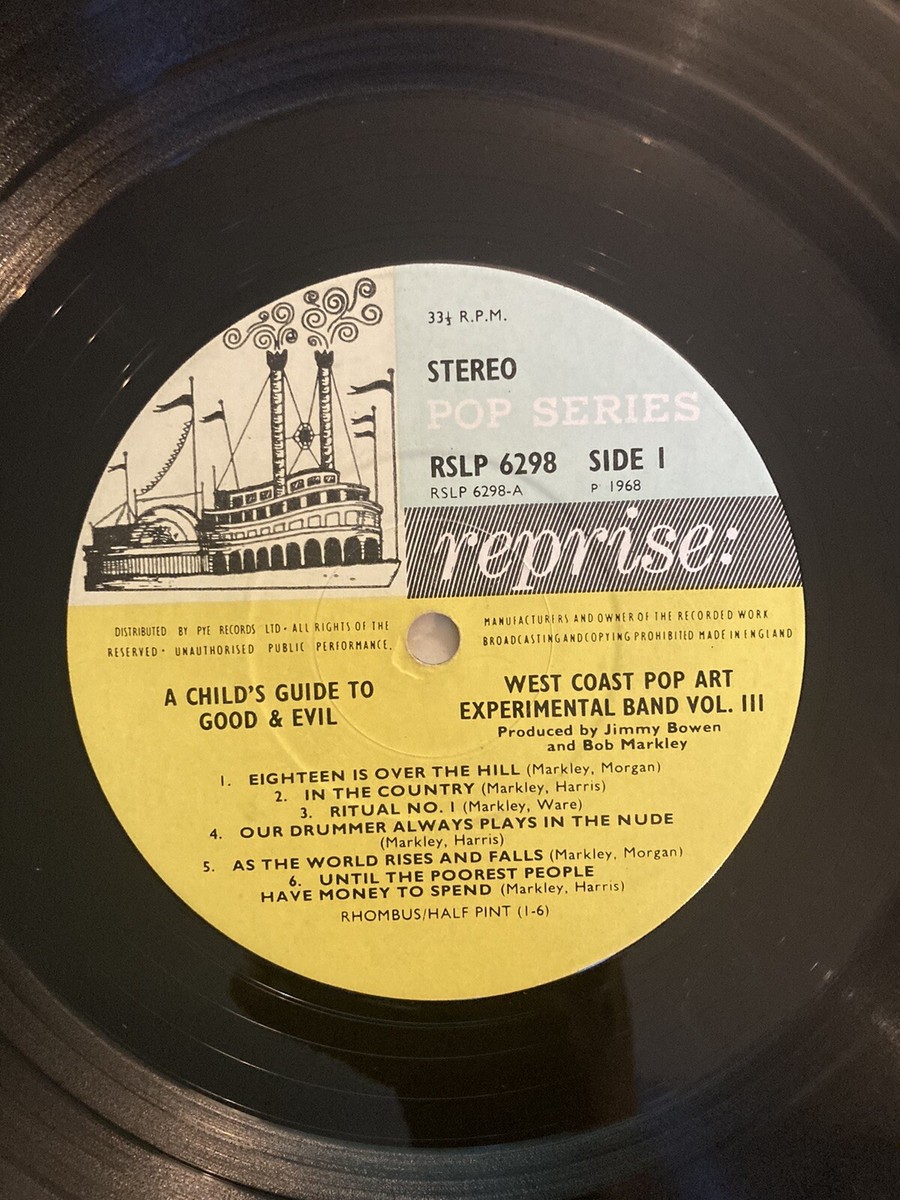 33⅓ R.P.M.
STEREO
POP SERIES
RSLP 6298 SIDE 1
RSLP 6298-A P 1968
reprise:
DISTRIBUTED BY PYE RECORDS LTD · ALL RIGHTS OF THE
RESERVED · UNAUTHORISED PUBLIC PERFORMANCE.
MANUFACTURERS AND OWNER OF THE RECORDED WORK
BROADCASTING AND COPYING PROHIBITED MADE IN ENGLAND
A CHILD'S GUIDE TO
GOOD & EVIL
WEST COAST POP ART
EXPERIMENTAL BAND VOL. III
Produced by Jimmy Bowen
and Bob Markley
1. EIGHTEEN IS OVER THE HILL (Markley, Morgan)
2. IN THE COUNTRY (Markley, Harris)
3. RITUAL NO. 1 (Markley, Ware)
4. OUR DRUMMER ALWAYS PLAYS IN THE NUDE
(Markley, Harris)
5. AS THE WORLD RISES AND FALLS (Markley, Morgan)
6. UNTIL THE POOREST PEOPLE
HAVE MONEY TO SPEND (Markley, Harris)
RHOMBUS/HALF PINT (1-6)